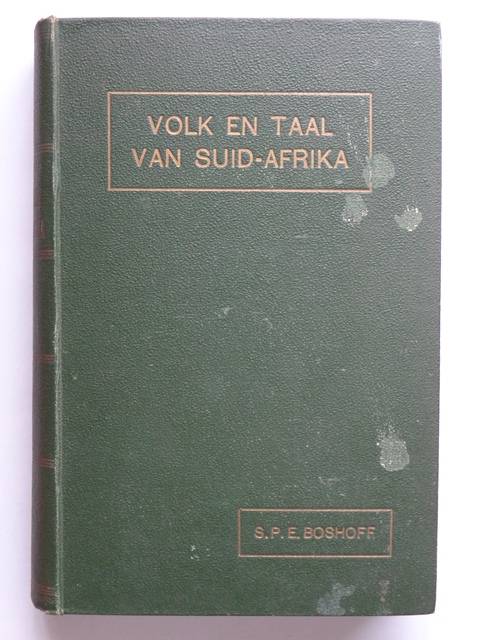 VOLK EN TAAL
VAN SUID-AFRIKA
S.P.E. BOSHOFF